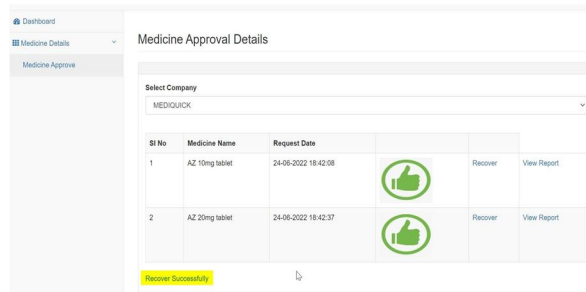 Dashboard
Medicine Details
Medicine Approve
Medicine Approval Details
Select Company
MEDIQUICK
SI No Medicine Name Request Date
1 AZ 10mg tablet 24-06-2022 18:42:08 Recover View Report
2 AZ 20mg tablet 24-06-2022 18:42:37 Recover View Report
Recover Successfully